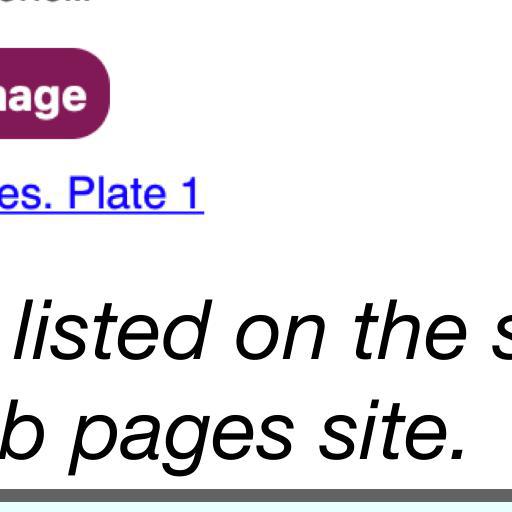 nage
es. Plate 1
listed on the s
b pages site.